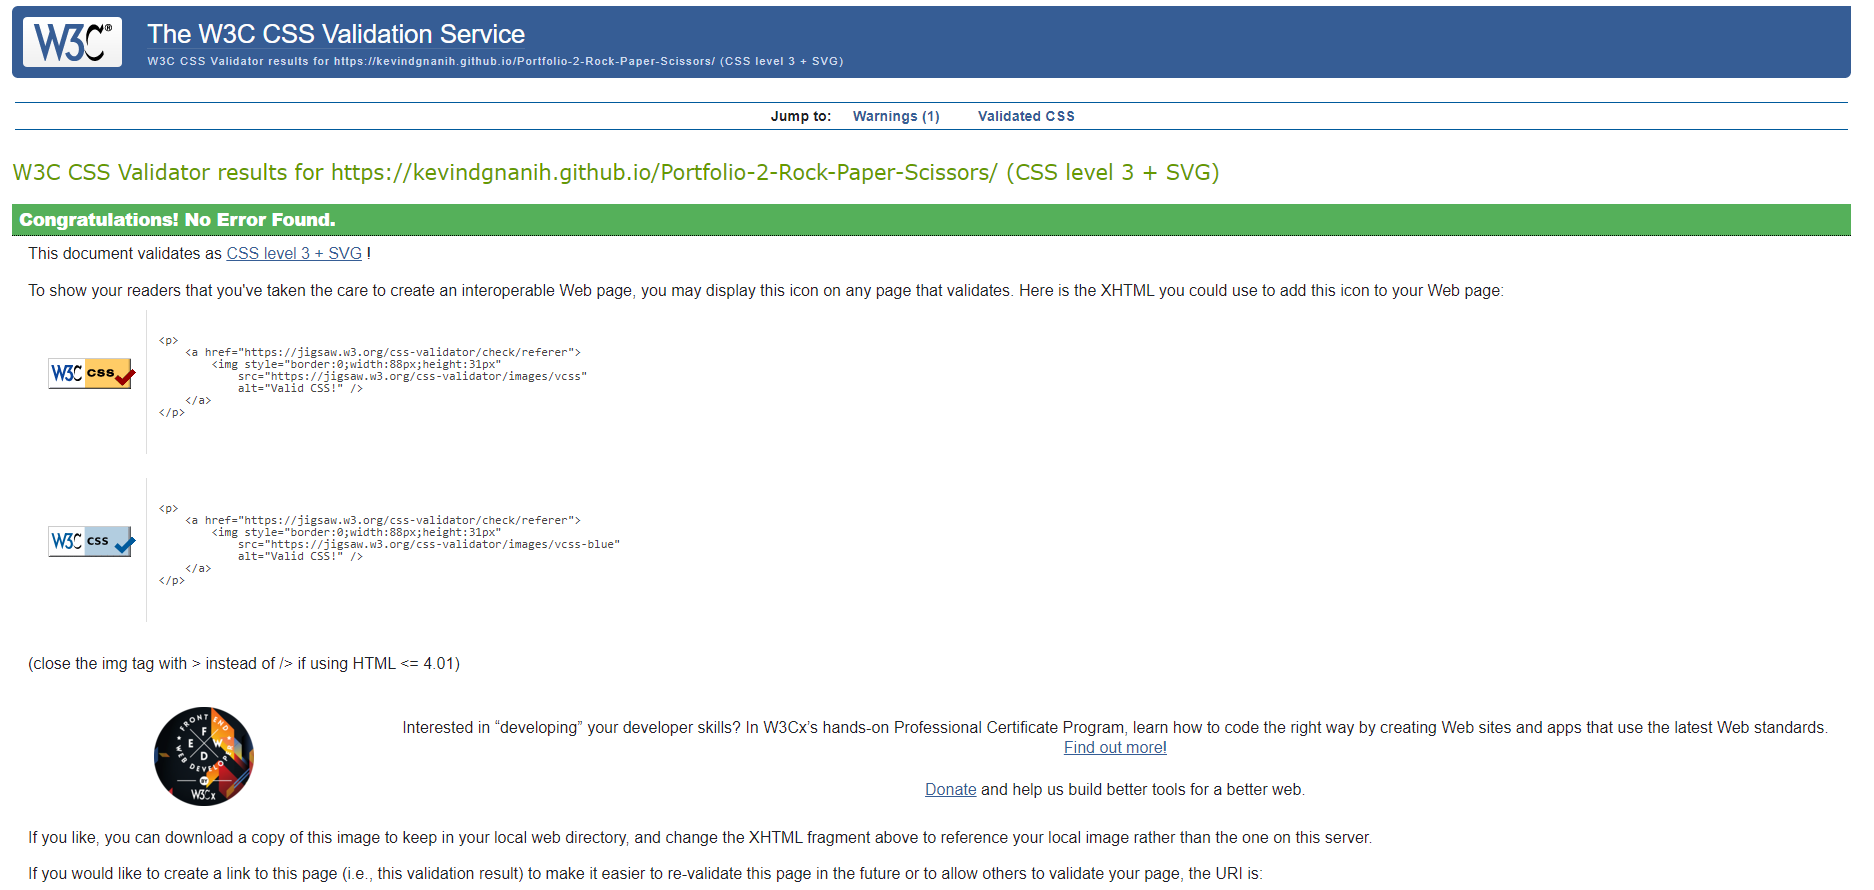 W3C®
The W3C CSS Validation Service
W3C CSS Validator results for https://kevindgnanih.github.io/Portfolio-2-Rock-Paper-Scissors/ (CSS level 3 + SVG)
Jump to: Warnings (1) Validated CSS
W3C CSS Validator results for https://kevindgnanih.github.io/Portfolio-2-Rock-Paper-Scissors/ (CSS level 3 + SVG)
Congratulations! No Error Found.
This document validates as CSS level 3 + SVG !
To show your readers that you've taken the care to create an interoperable Web page, you may display this icon on any page that validates. Here is the XHTML you could use to add this icon to your Web page:
W3C css
<p>
<a href="https://jigsaw.w3.org/css-validator/check/referer">
<img style="border:0;width:88px;height:31px"
src="https://jigsaw.w3.org/css-validator/images/vcss"
alt="Valid CSS!" />
</a>
</p>
W3C css
<p>
<a href="https://jigsaw.w3.org/css-validator/check/referer">
<img style="border:0;width:88px;height:31px"
src="https://jigsaw.w3.org/css-validator/images/vcss-blue"
alt="Valid CSS!" />
</a>
</p>
(close the img tag with > instead of /> if using HTML <= 4.01)
FRONT END
WEB DEVELOPER
F E W D
BY
W3Cx
Interested in “developing” your developer skills? In W3Cx’s hands-on Professional Certificate Program, learn how to code the right way by creating Web sites and apps that use the latest Web standards.
Find out more!
Donate and help us build better tools for a better web.
If you like, you can download a copy of this image to keep in your local web directory, and change the XHTML fragment above to reference your local image rather than the one on this server.
If you would like to create a link to this page (i.e., this validation result) to make it easier to re-validate this page in the future or to allow others to validate your page, the URI is: